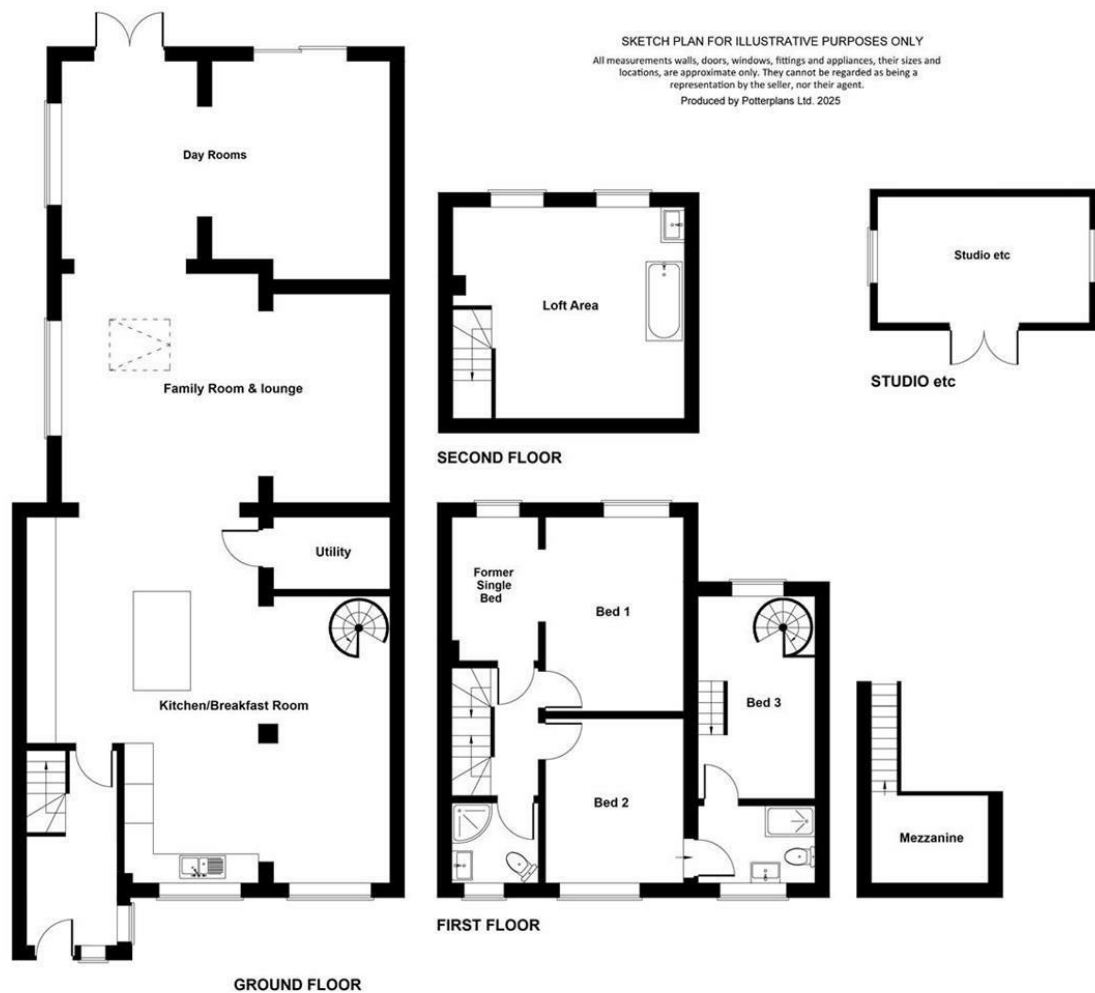 SKETCH PLAN FOR ILLUSTRATIVE PURPOSES ONLY
All measurements walls, doors, windows, fittings and appliances, their sizes and
locations, are approximate only. They cannot be regarded as being a
representation by the seller, nor their agent.
Produced by Potterplans Ltd. 2025
Day Rooms
Family Room & lounge
Utility
Kitchen/Breakfast Room
GROUND FLOOR
Loft Area
SECOND FLOOR
Studio etc
STUDIO etc
Former
Single
Bed
Bed 1
Bed 2
Bed 3
FIRST FLOOR
Mezzanine